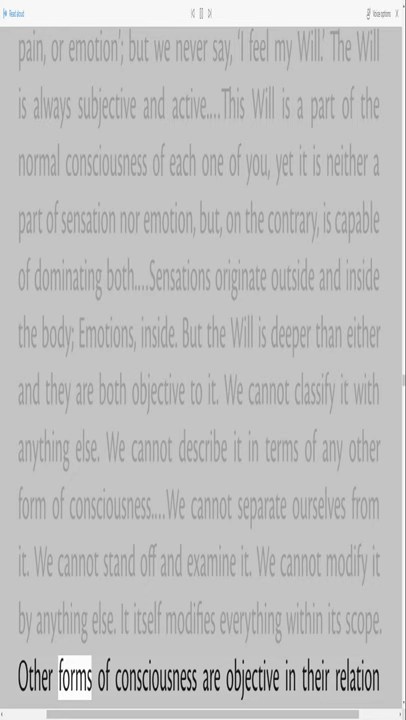 Read aloud
Voice options
pain, or emotion’; but we never say, ‘I feel my Will.’ The Will
is always subjective and active....This Will is a part of the
normal consciousness of each one of you, yet it is neither a
part of sensation nor emotion, but, on the contrary, is capable
of dominating both....Sensations originate outside and inside
the body; Emotions, inside. But the Will is deeper than either
and they are both objective to it. We cannot classify it with
anything else. We cannot describe it in terms of any other
form of consciousness....We cannot separate ourselves from
it. We cannot stand off and examine it. We cannot modify it
by anything else. It itself modifies everything within its scope.
Other forms of consciousness are objective in their relation